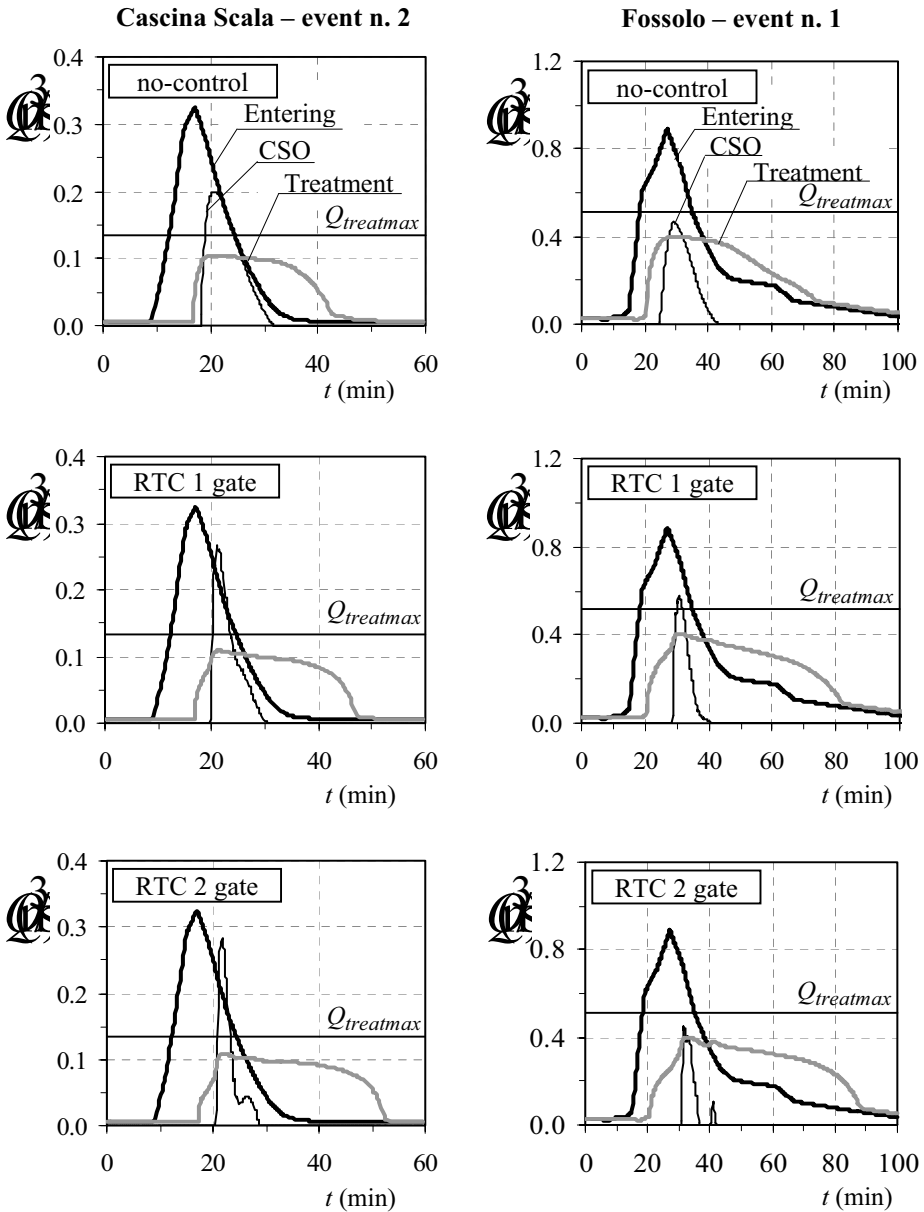 Cascina Scala – event n. 2
Fossolo – event n. 1
0.4
0.3
0.2
0.1
0.0
no-control
Entering
CSO
Treatment
Qtreatmax
0
20
40
60
t (min)
1.2
0.8
0.4
0.0
no-control
Entering
CSO
Treatment
Qtreatmax
0
20
40
60
80
100
t (min)
0.4
0.3
0.2
0.1
0.0
RTC 1 gate
Qtreatmax
0
20
40
60
t (min)
1.2
0.8
0.4
0.0
RTC 1 gate
Qtreatmax
0
20
40
60
80
100
t (min)
0.4
0.3
0.2
0.1
0.0
RTC 2 gate
Qtreatmax
0
20
40
60
t (min)
1.2
0.8
0.4
0.0
RTC 2 gate
Qtreatmax
0
20
40
60
80
100
t (min)